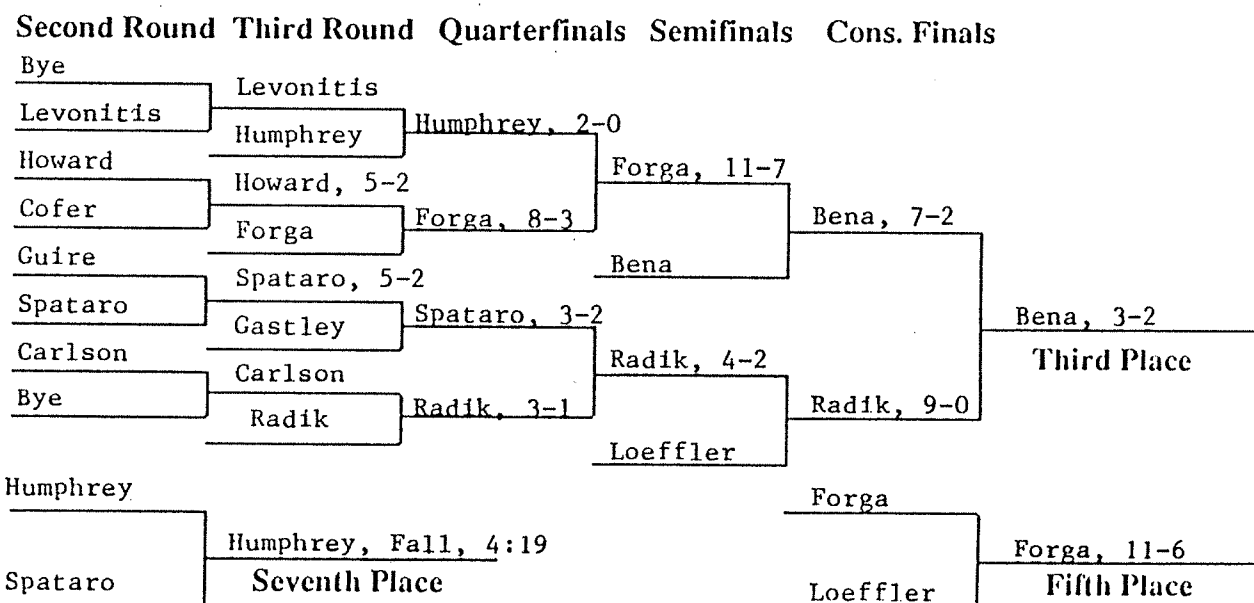 Second Round Third Round Quarterfinals Semifinals Cons. Finals
Bye
Levonitis
Levonitis
Humphrey
Humphrey, 2-0
Howard
Forga, 11-7
Howard, 5-2
Cofer
Forga, 8-3
Bena, 7-2
Forga
Guire
Bena
Spataro, 5-2
Spataro
Spataro, 3-2
Bena, 3-2
Gastley
Carlson
Radik, 4-2
Third Place
Carlson
Bye
Radik, 3-1
Radik, 9-0
Radik
Loeffler
Humphrey
Forga
Humphrey, Fall, 4:19
Forga, 11-6
Spataro
Seventh Place
Loeffler
Fifth Place